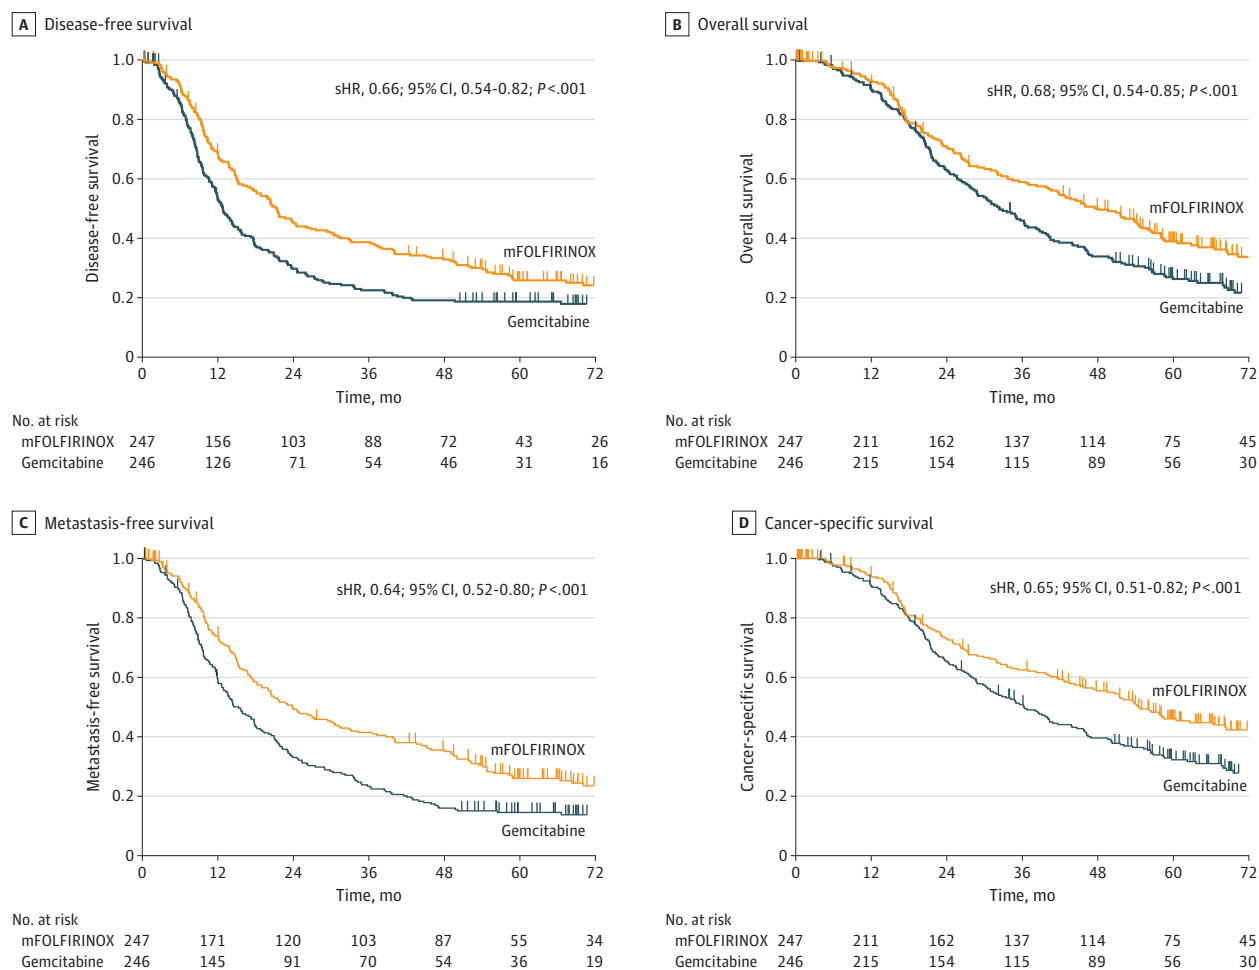 A Disease-free survival
1.0
0.8
0.6
0.4
0.2
0
Disease-free survival
sHR, 0.66; 95% CI, 0.54-0.82; P<.001
mFOLFIRINOX
Gemcitabine
0 12 24 36 48 60 72
Time, mo
No. at risk
mFOLFIRINOX 247 156 103 88 72 43 26
Gemcitabine 246 126 71 54 46 31 16
B Overall survival
1.0
0.8
0.6
0.4
0.2
0
Overall survival
sHR, 0.68; 95% CI, 0.54-0.85; P<.001
mFOLFIRINOX
Gemcitabine
0 12 24 36 48 60 72
Time, mo
No. at risk
mFOLFIRINOX 247 211 162 137 114 75 45
Gemcitabine 246 215 154 115 89 56 30
C Metastasis-free survival
1.0
0.8
0.6
0.4
0.2
0
Metastasis-free survival
sHR, 0.64; 95% CI, 0.52-0.80; P<.001
mFOLFIRINOX
Gemcitabine
0 12 24 36 48 60 72
Time, mo
No. at risk
mFOLFIRINOX 247 171 120 103 87 55 34
Gemcitabine 246 145 91 70 54 36 19
D Cancer-specific survival
1.0
0.8
0.6
0.4
0.2
0
Cancer-specific survival
sHR, 0.65; 95% CI, 0.51-0.82; P<.001
mFOLFIRINOX
Gemcitabine
0 12 24 36 48 60 72
Time, mo
No. at risk
mFOLFIRINOX 247 211 162 137 114 75 45
Gemcitabine 246 215 154 115 89 56 30